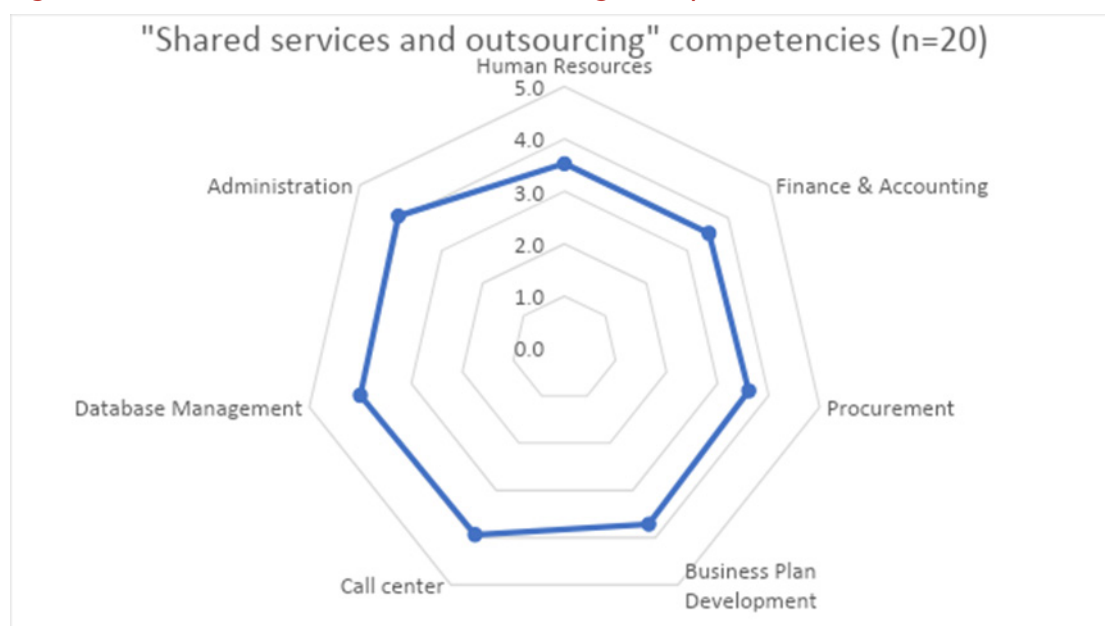 "Shared services and outsourcing" competencies (n=20)
Human Resources
5.0
4.0
3.0
2.0
1.0
0.0
Administration
Finance & Accounting
Database Management
Procurement
Call center
Business Plan
Development